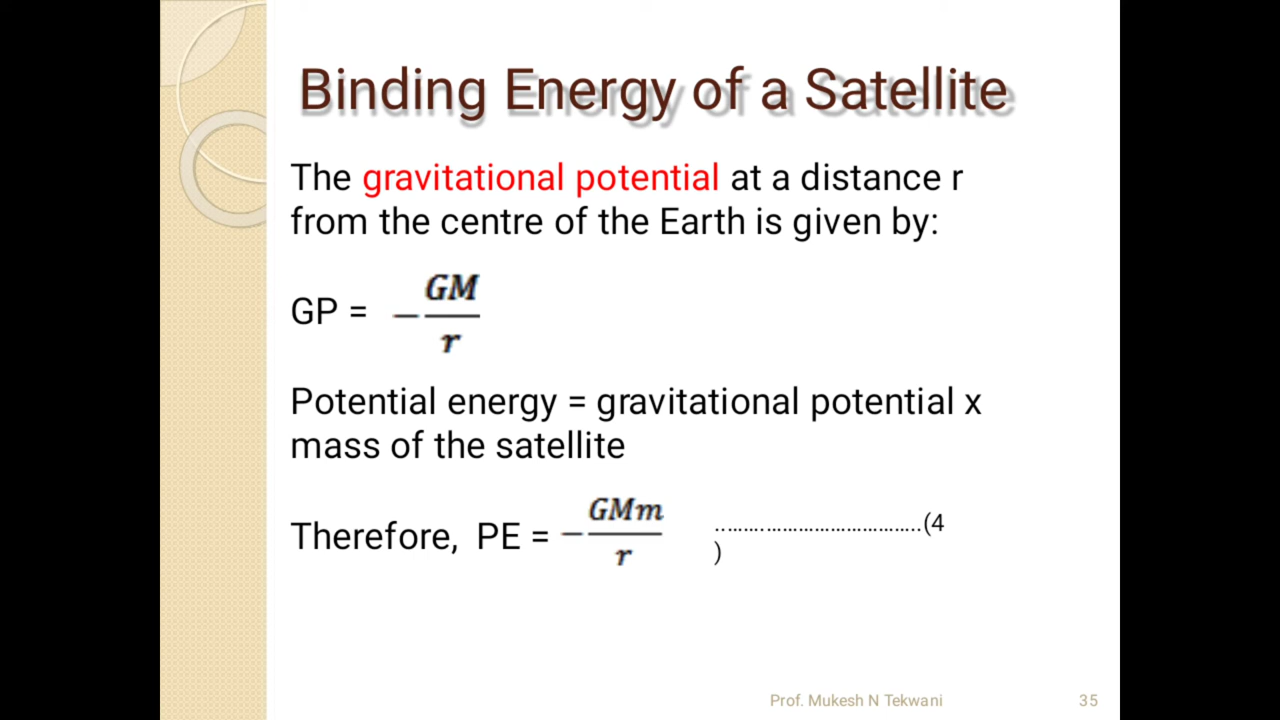 Binding Energy of a Satellite
The gravitational potential at a distance r
from the centre of the Earth is given by:
GP = − GM / r
Potential energy = gravitational potential x
mass of the satellite
Therefore, PE = − GMm / r ......................................(4
)
Prof. Mukesh N Tekwani 35